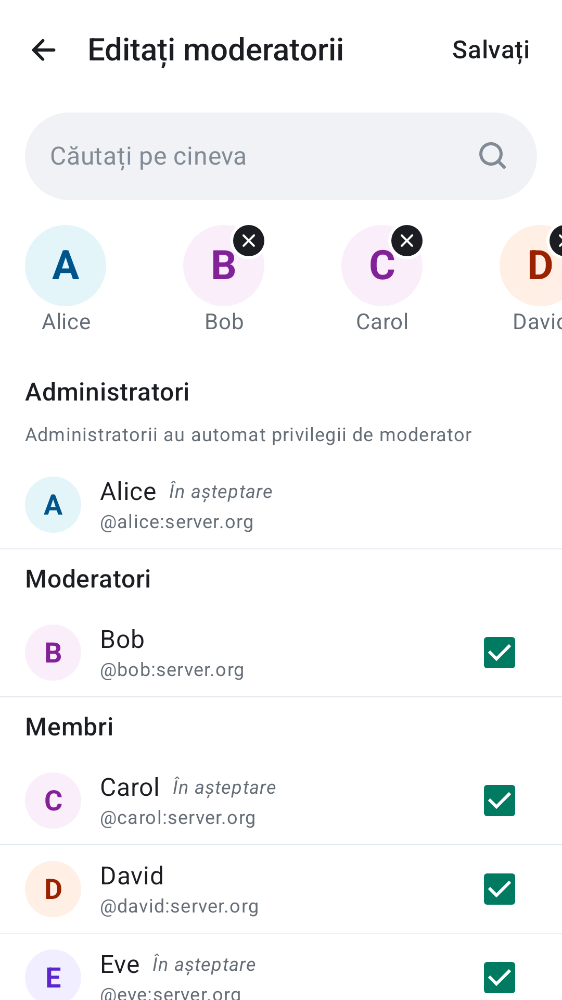 Editați moderatorii
Salvați
Căutați pe cineva
A
B
C
D
Alice
Bob
Carol
Administratori
Administratorii au automat privilegii de moderator
A
Alice În așteptare
@alice:server.org
Moderatori
B
Bob
@bob:server.org
Membri
C
Carol În așteptare
@carol:server.org
D
David
@david:server.org
E
Eve În așteptare
@eve:server.org